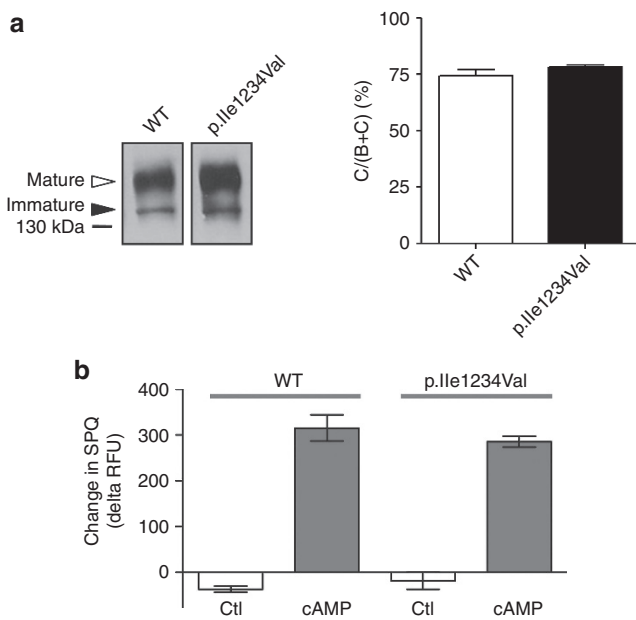 a
WT
p.Ile1234Val
Mature
Immature
130 kDa
C/(B+C) (%)
100
75
50
25
0
WT
p.Ile1234Val
b
WT
p.Ile1234Val
Change in SPQ
(delta RFU)
400
300
200
100
0
Ctl
cAMP
Ctl
cAMP